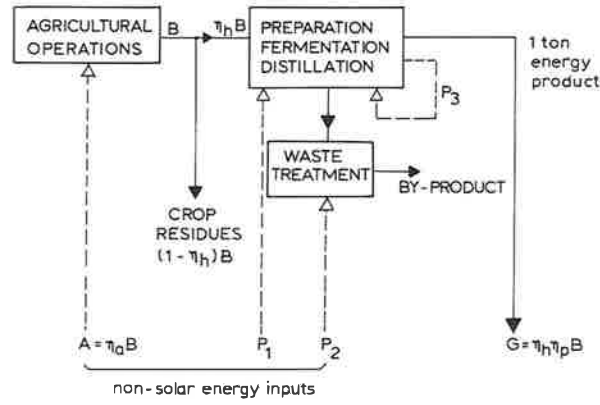 AGRICULTURAL
OPERATIONS
B
ηhB
PREPARATION
FERMENTATION
DISTILLATION
1 ton
energy
product
P3
WASTE
TREATMENT
BY-PRODUCT
CROP
RESIDUES
(1-ηh)B
A=ηaB
P1
P2
G=ηhηpB
non-solar energy inputs